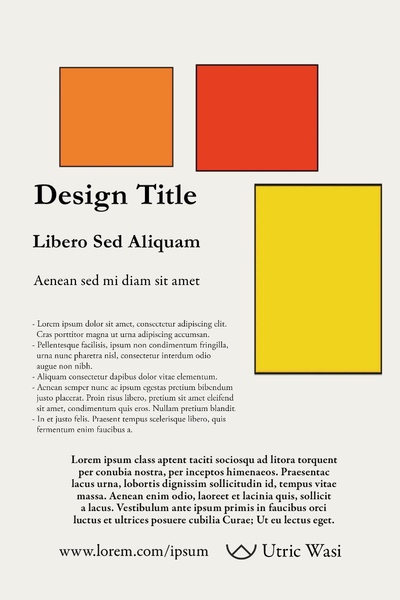 Design Title
Libero Sed Aliquam
Aenean sed mi diam sit amet
- Lorem ipsum dolor sit amet, consectetur adipiscing elit.
Cras porttitor magna ut urna adipiscing accumsan.
- Pellentesque facilisis, ipsum non condimentum fringilla,
urna nunc pharetra nisl, consectetur interdum odio
augue non nibh.
- Aliquam consectetur dapibus dolor vitae elementum.
- Aenean semper nunc ac ipsum egestas pretium bibendum
justo placerat. Proin risus libero, pretium sit amet eleifend
sit amet, condimentum quis eros. Nullam pretium blandit
- In et justo felis. Praesent tempus scelerisque libero, quis
fermentum enim faucibus a.
Lorem ipsum class aptent taciti sociosqu ad litora torquent
per conubia nostra, per inceptos himenaeos. Praesentac
lacus urna, lobortis dignissim sollicitudin id, tempus vitae
massa. Aenean enim odio, laoreet et lacinia quis, sollicit
a lacus. Vestibulum ante ipsum primis in faucibus orci
luctus et ultrices posuere cubilia Curae; Ut eu lectus eget.
www.lorem.com/ipsum
Utric Wasi